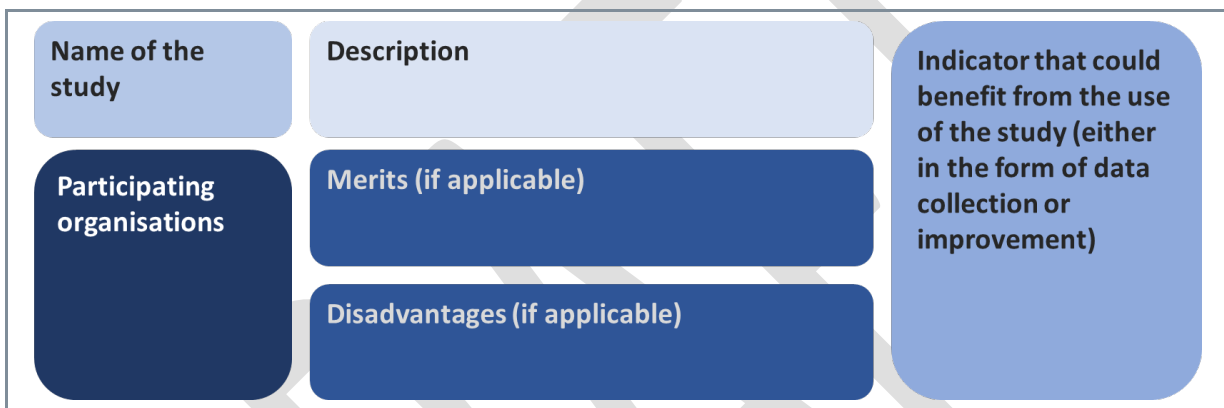 Name of the
study
Description
Indicator that could
benefit from the use
of the study (either
in the form of data
collection or
improvement)
Participating
organisations
Merits (if applicable)
Disadvantages (if applicable)